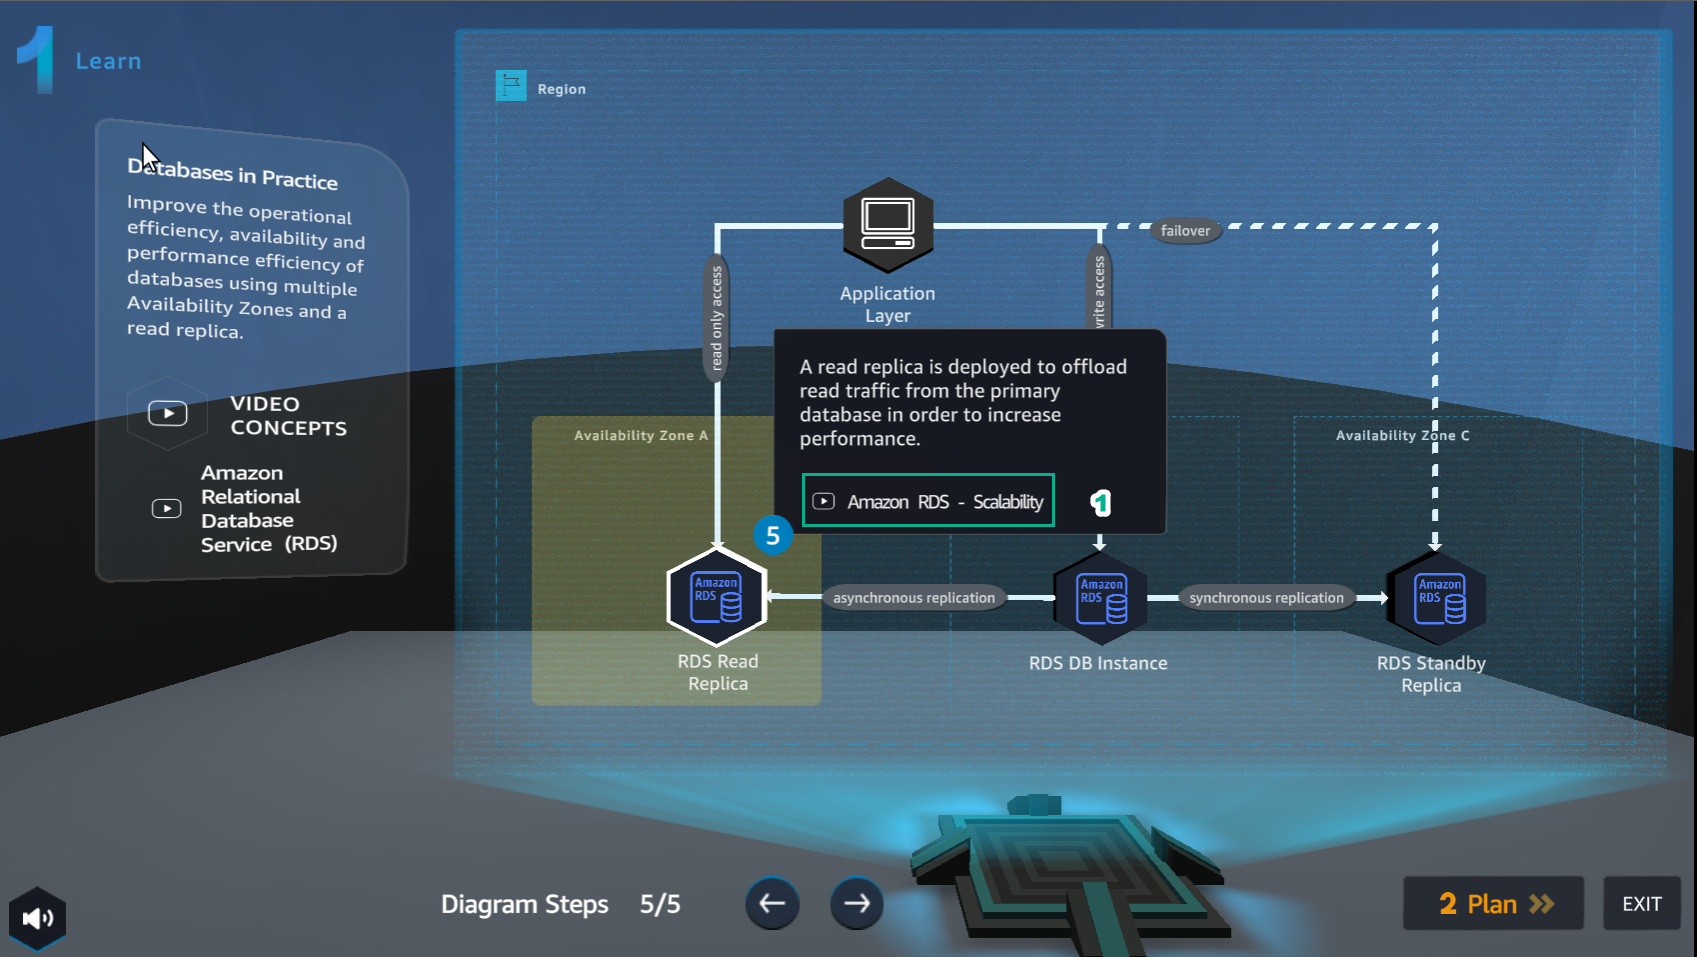 1 Learn
Region
Databases in Practice
Improve the operational
efficiency, availability and
performance efficiency of
databases using multiple
Availability Zones and a
read replica.
VIDEO
CONCEPTS
Amazon
Relational
Database
Service (RDS)
Application
Layer
failover
read only access
write access
A read replica is deployed to offload
read traffic from the primary
database in order to increase
performance.
Amazon RDS - Scalability
1
Availability Zone A
Availability Zone C
5
Amazon
RDS
RDS Read
Replica
asynchronous replication
Amazon
RDS
RDS DB Instance
synchronous replication
Amazon
RDS
RDS Standby
Replica
Diagram Steps 5/5
2 Plan
EXIT